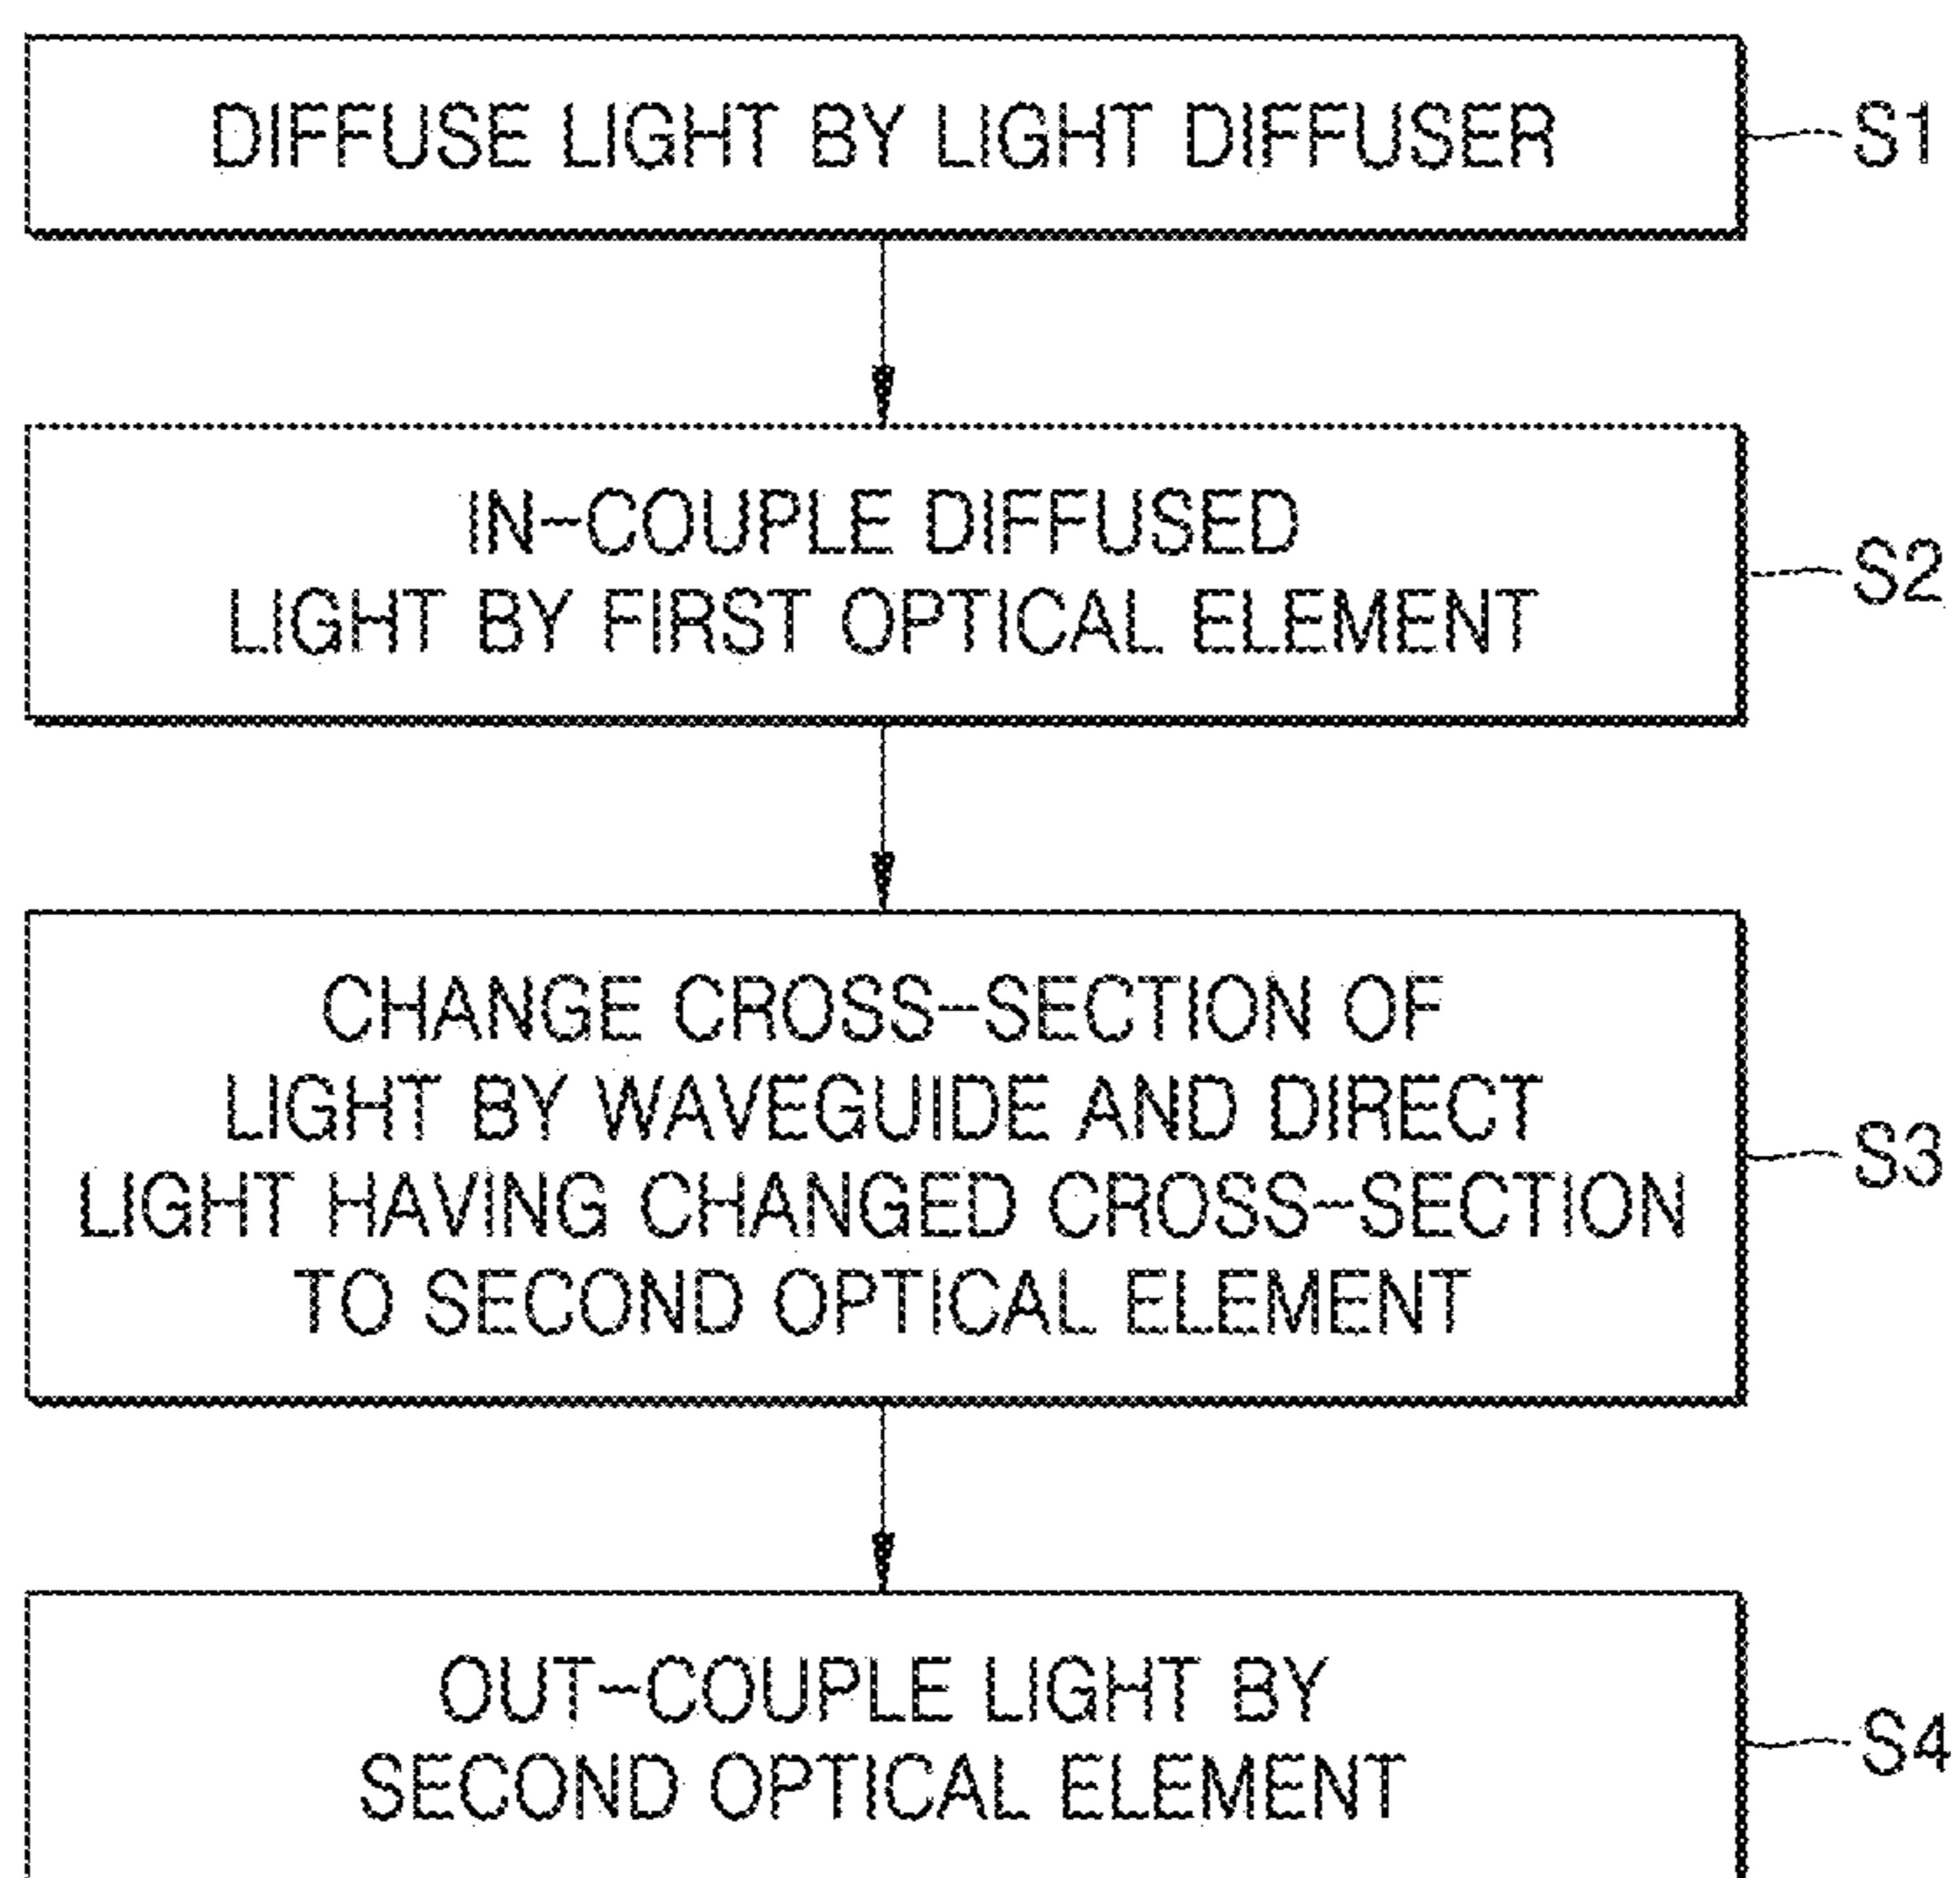 DIFFUSE LIGHT BY LIGHT DIFFUSER
S1
IN-COUPLE DIFFUSED
LIGHT BY FIRST OPTICAL ELEMENT
S2
CHANGE CROSS-SECTION OF
LIGHT BY WAVEGUIDE AND DIRECT
LIGHT HAVING CHANGED CROSS-SECTION
TO SECOND OPTICAL ELEMENT
S3
OUT-COUPLE LIGHT BY
SECOND OPTICAL ELEMENT
S4